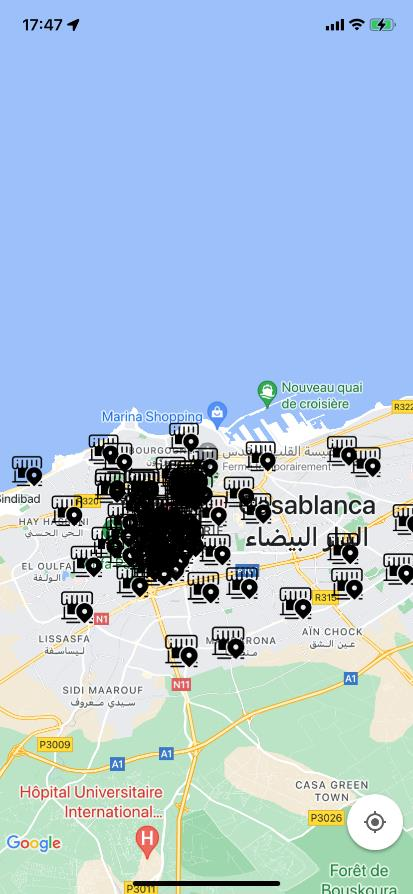 17:47
Nouveau quai
de croisière
R322
Marina Shopping
Sindibad
R320
HAY HASSANI
الحي الحسني
Casablanca
الدار البيضاء
EL OULFA
الولفة
N1
R315
AÏN CHOCK
عين الشق
LISSASFA
ليساسفة
SIDI MAAROUF
سيدي معروف
N11
A1
P3009
A1
A1
CASA GREEN
TOWN
Hôpital Universitaire
International...
P3026
Google
Forêt de
Bouskoura
P3011